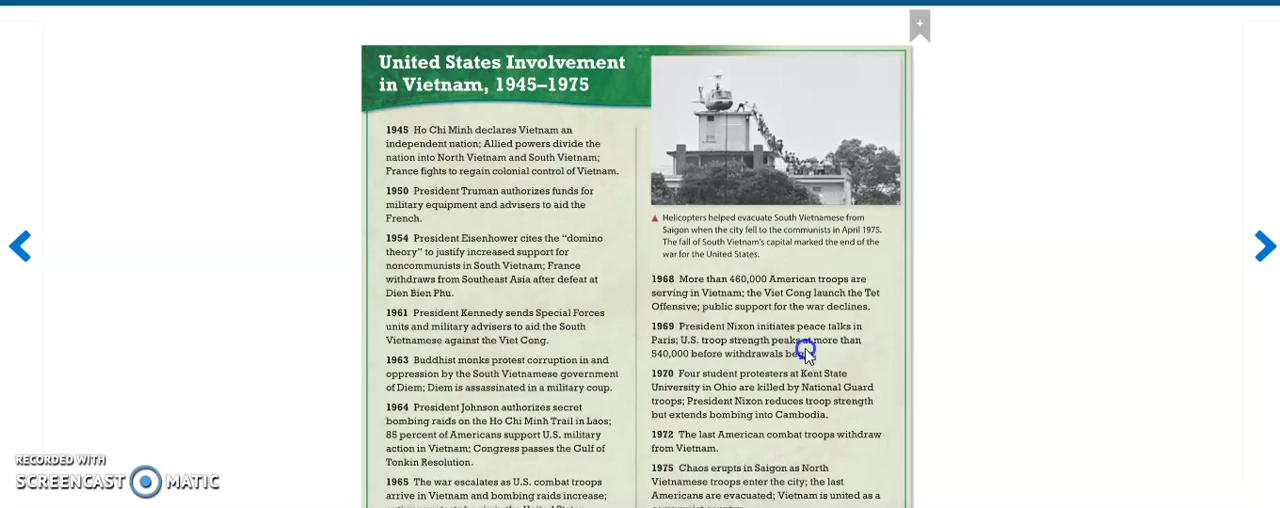 United States Involvement
in Vietnam, 1945–1975
1945 Ho Chi Minh declares Vietnam an
independent nation; Allied powers divide the
nation into North Vietnam and South Vietnam;
France fights to regain colonial control of Vietnam.
1950 President Truman authorizes funds for
military equipment and advisers to aid the
French.
1954 President Eisenhower cites the “domino
theory” to justify increased support for
noncommunists in South Vietnam; France
withdraws from Southeast Asia after defeat at
Dien Bien Phu.
1961 President Kennedy sends Special Forces
units and military advisers to aid the South
Vietnamese against the Viet Cong.
1963 Buddhist monks protest corruption in and
oppression by the South Vietnamese government
of Diem; Diem is assassinated in a military coup.
1964 President Johnson authorizes secret
bombing raids on the Ho Chi Minh Trail in Laos;
85 percent of Americans support U.S. military
action in Vietnam; Congress passes the Gulf of
Tonkin Resolution.
1965 The war escalates as U.S. combat troops
arrive in Vietnam and bombing raids increase;
Helicopters helped evacuate South Vietnamese from
Saigon when the city fell to the communists in April 1975.
The fall of South Vietnam's capital marked the end of the
war for the United States.
1968 More than 460,000 American troops are
serving in Vietnam; the Viet Cong launch the Tet
Offensive; public support for the war declines.
1969 President Nixon initiates peace talks in
Paris; U.S. troop strength peaks at more than
540,000 before withdrawals
1970 Four student protesters at Kent State
University in Ohio are killed by National Guard
troops; President Nixon reduces troop strength
but extends bombing into Cambodia.
1972 The last American combat troops withdraw
from Vietnam.
1975 Chaos erupts in Saigon as North
Vietnamese troops enter the city; the last
Americans are evacuated; Vietnam is united as a
RECORDED WITH
SCREENCAST MATIC